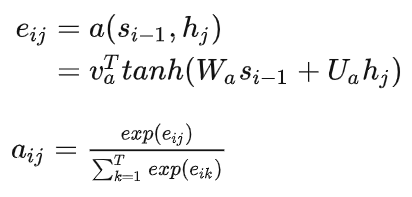 e_{ij} = a(s_{i-1}, h_j)
= v_a^T tanh(W_a s_{i-1} + U_a h_j)
a_{ij} = \frac{exp(e_{ij})}{\sum_{k=1}^T exp(e_{ik})}